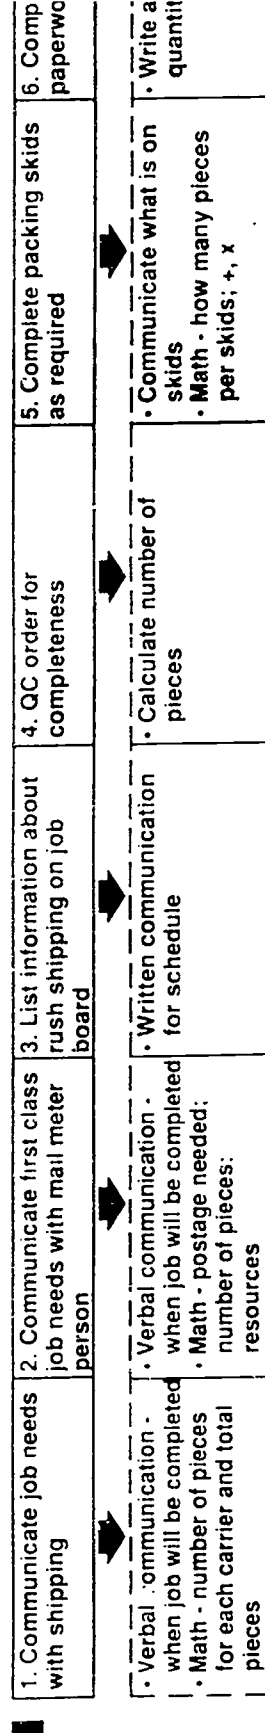 1. Communicate job needs
with shipping
2. Communicate first class
job needs with mail meter
person
3. List information about
rush shipping on job
board
4. QC order for
completeness
5. Complete packing skids
as required
6. Comp
paperwo
• Verbal ommunication -
when job will be completed
• Math - number of pieces
for each carrier and total
pieces
• Verbal communication -
when job will be completed
• Math - postage needed;
number of pieces:
resources
• Written communication
for schedule
• Calculate number of
pieces
• Communicate what is on
skids
• Math - how many pieces
per skids; +, x
• Write a
quantit